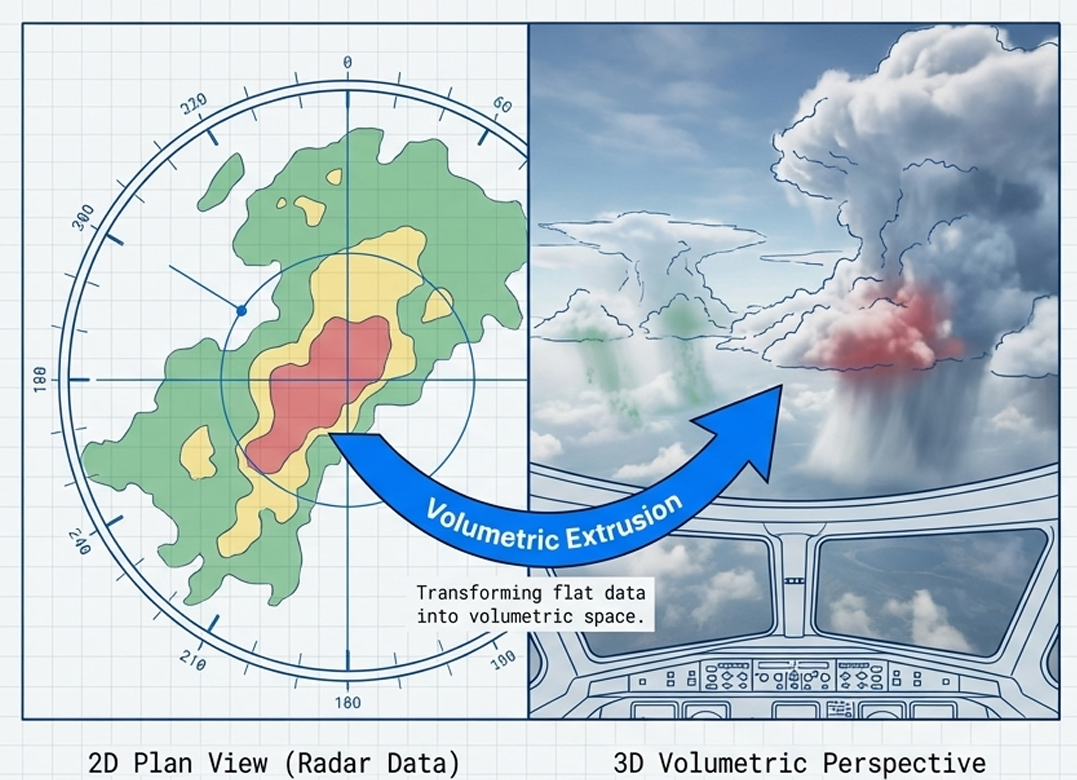 0
320
60
300
180
240
210
180
190
Volumetric Extrusion
Transforming flat data
into volumetric space.
2D Plan View (Radar Data)
3D Volumetric Perspective